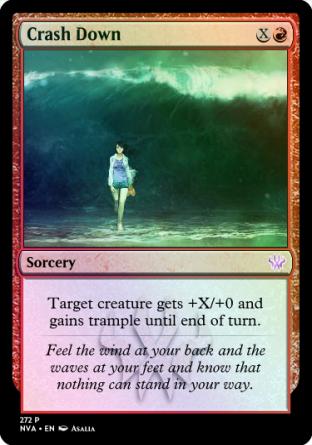 Crash Down
X
Sorcery
Target creature gets +X/+0 and
gains trample until end of turn.
Feel the wind at your back and the
waves at your feet and know that
nothing can stand in your way.
272 P
NVA • EN Asalia